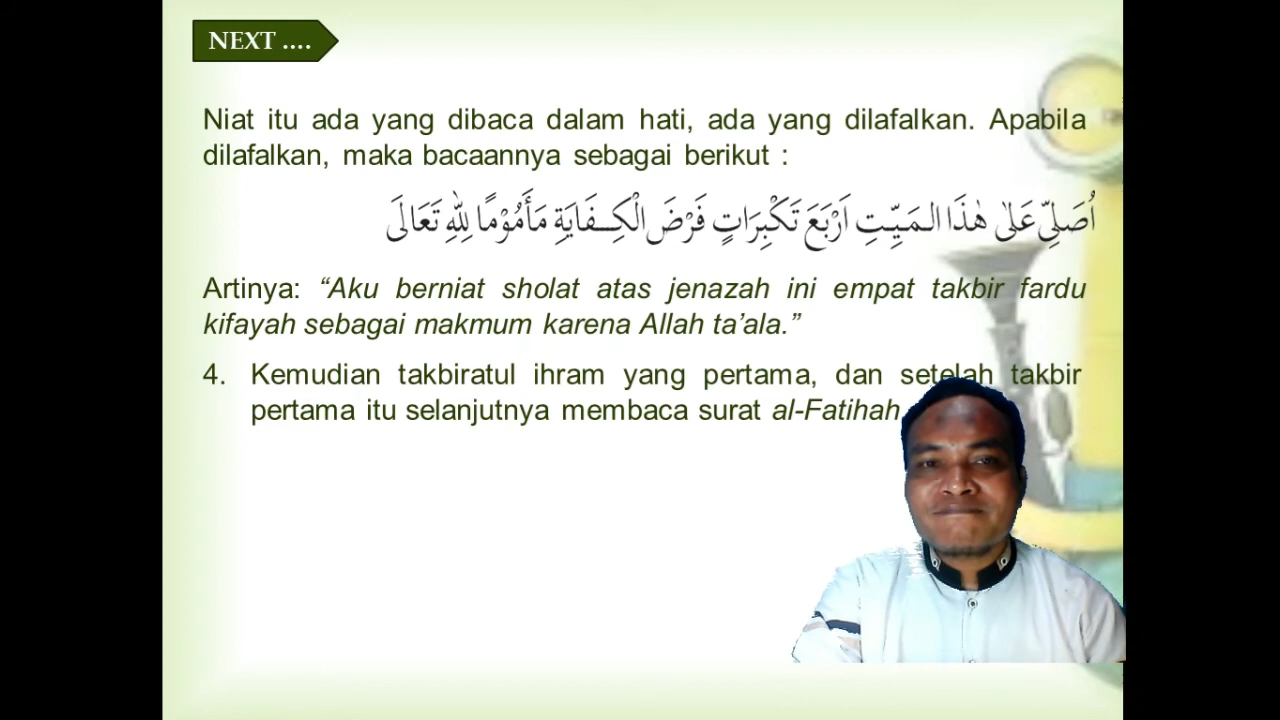 NEXT ....
Niat itu ada yang dibaca dalam hati, ada yang dilafalkan. Apabila
dilafalkan, maka bacaannya sebagai berikut :
اُصَلِّيْ عَلٰى هٰذَا الْمَيِّتِ اَرْبَعَ تَكْبِرَاتٍ فَرْضَ الْكِفَايَةِ مَأْمُوْمًا لِلّٰهِ تَعَالَى
Artinya: “Aku berniat sholat atas jenazah ini empat takbir fardu
kifayah sebagai makmum karena Allah ta’ala.”
4. Kemudian takbiratul ihram yang pertama, dan setelah takbir
pertama itu selanjutnya membaca surat al-Fatihah